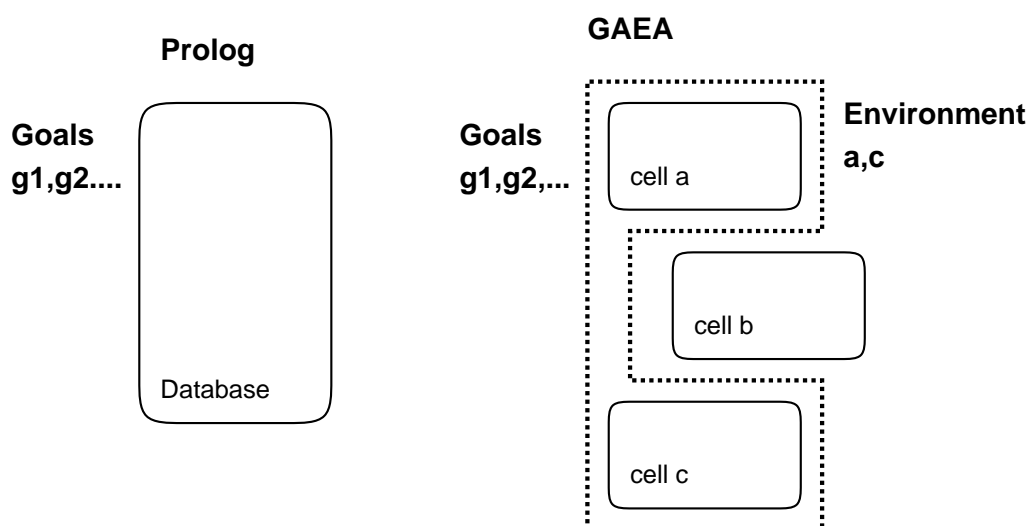 Prolog
Goals
g1,g2....
Database
GAEA
Goals
g1,g2,...
Environment
a,c
cell a
cell b
cell c